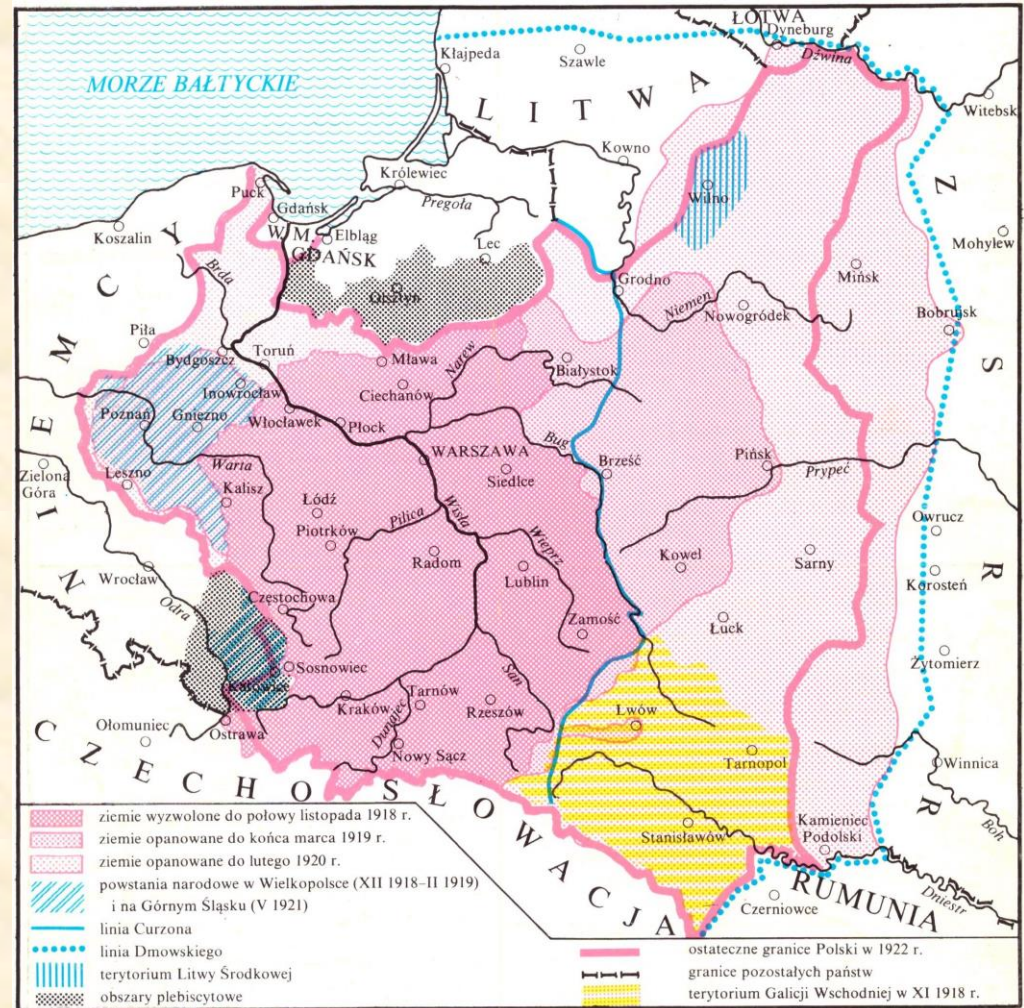 ŁOTWA
Dyneburg
Dźwina
Kłajpeda
Szawle
MORZE BAŁTYCKIE
LITWA
Witebsk
Kowno
Królewiec
Pregoła
Puck
Gdańsk
W. M.
GDAŃSK
Elbląg
Lec
Wilno
Koszalin
Mohylew
Brda
Olsztyn
Grodno
Mińsk
Niemen
Nowogródek
Bobrujsk
Piła
Bydgoszcz
Toruń
Mława
Narew
Białystok
Inowrocław
Ciechanów
Poznań
Gniezno
Włocławek
Płock
NIEMCY
Z S R R
Zielona
Góra
Leszno
Warta
Kalisz
WARSZAWA
Siedlce
Bug
Brześć
Pińsk
Prypeć
Łódź
Piotrków
Pilica
Wisła
Wieprz
Owrucz
Radom
Lublin
Kowel
Sarny
Korosteń
Wrocław
Odra
Częstochowa
Zamość
Łuck
Żytomierz
Sosnowiec
Katowice
Kraków
Tarnów
San
Rzeszów
Lwów
Ołomuniec
Ostrawa
Dunajec
Nowy Sącz
Tarnopol
Winnica
CZECHOSŁOWACJA
Stanisławów
Kamieniec
Podolski
Boh
RUMUNIA
Dniestr
Czerniowce
ziemie wyzwolone do połowy listopada 1918 r.
ziemie opanowane do końca marca 1919 r.
ziemie opanowane do lutego 1920 r.
powstania narodowe w Wielkopolsce (XII 1918–II 1919)
i na Górnym Śląsku (V 1921)
linia Curzona
linia Dmowskiego
terytorium Litwy Środkowej
obszary plebiscytowe
ostateczne granice Polski w 1922 r.
granice pozostałych państw
terytorium Galicji Wschodniej w XI 1918 r.